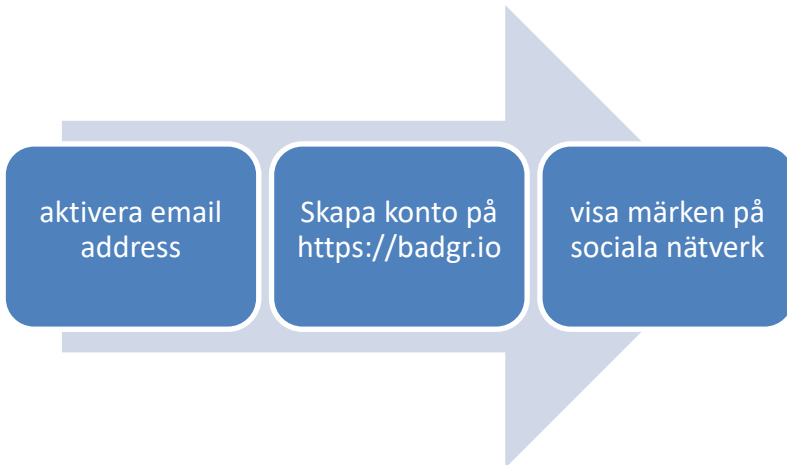 aktivera email
address
Skapa konto på
https://badgr.io
visa märken på
sociala nätverk